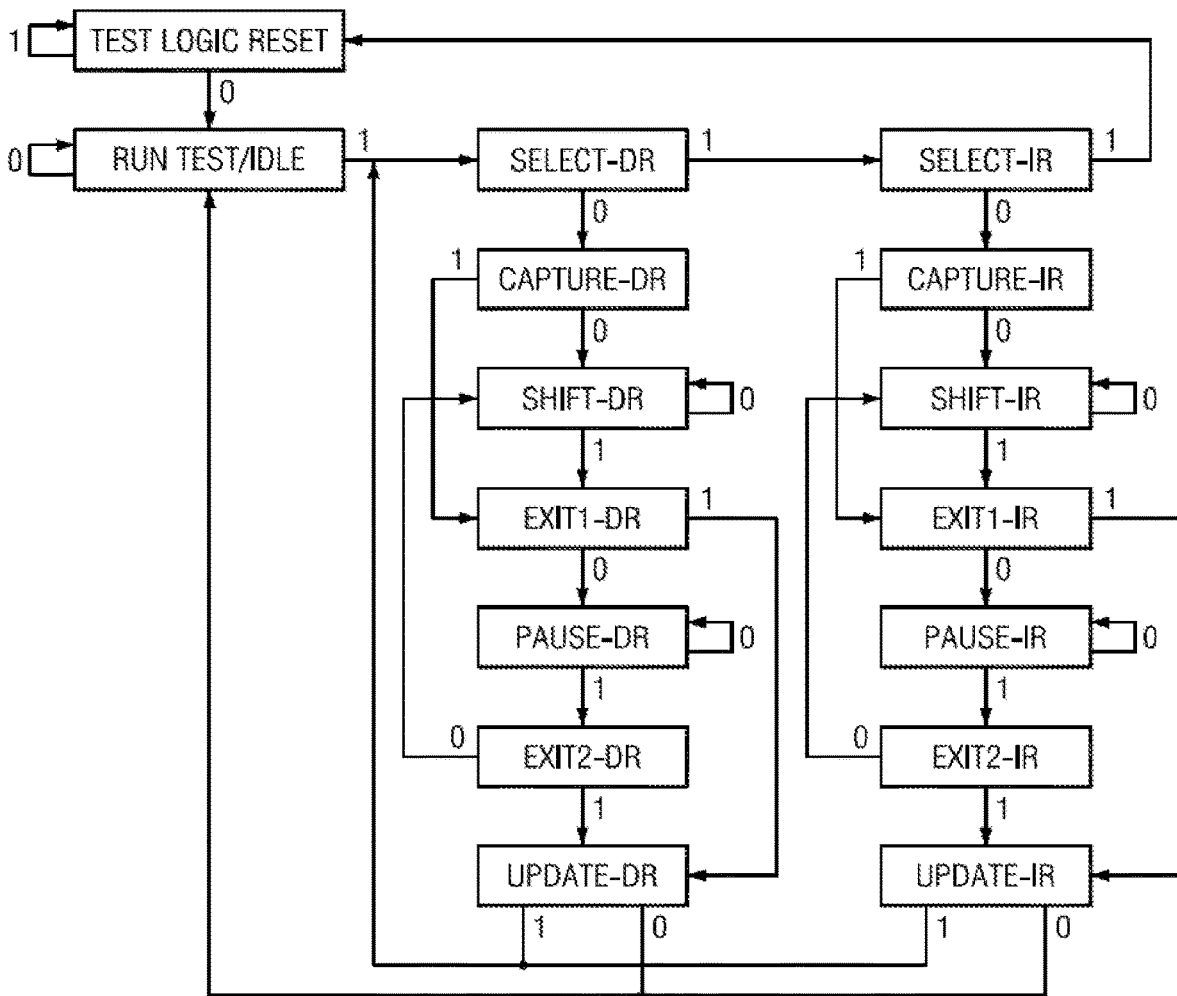 1 TEST LOGIC RESET
0
0 RUN TEST/IDLE 1 SELECT-DR 1 SELECT-IR 1
0 0
1 CAPTURE-DR 1 CAPTURE-IR
0 0
SHIFT-DR 0 SHIFT-IR 0
1 1
EXIT1-DR 1 EXIT1-IR 1
0 0
PAUSE-DR 0 PAUSE-IR 0
1 1
0 EXIT2-DR 0 EXIT2-IR
1 1
UPDATE-DR UPDATE-IR
1 0 1 0